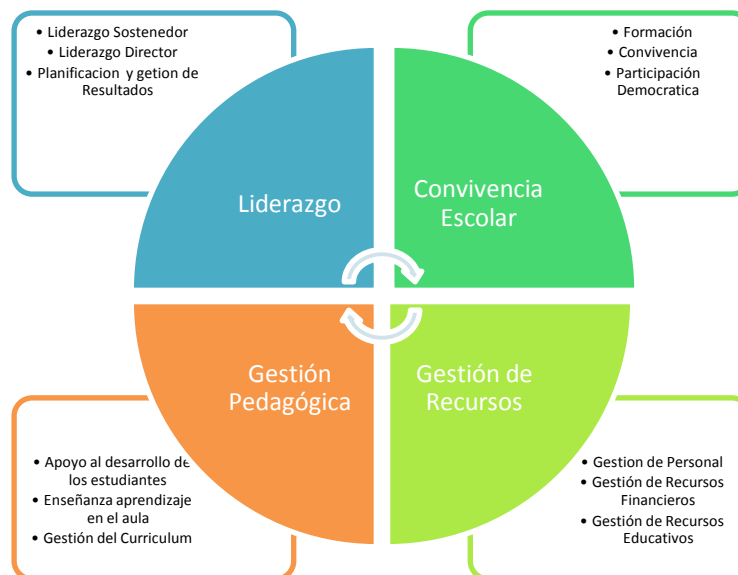 • Liderazgo Sostenedor
• Liderazgo Director
• Planificacion y getion de
Resultados
• Formación
• Convivencia
• Participación
Democratica
Liderazgo
Convivencia
Escolar
Gestión
Pedagógica
Gestión de
Recursos
• Apoyo al desarrollo de
los estudiantes
• Enseñanza aprendizaje
en el aula
• Gestión del Curriculum
• Gestion de Personal
• Gestión de Recursos
Financieros
• Gestión de Recursos
Educativos